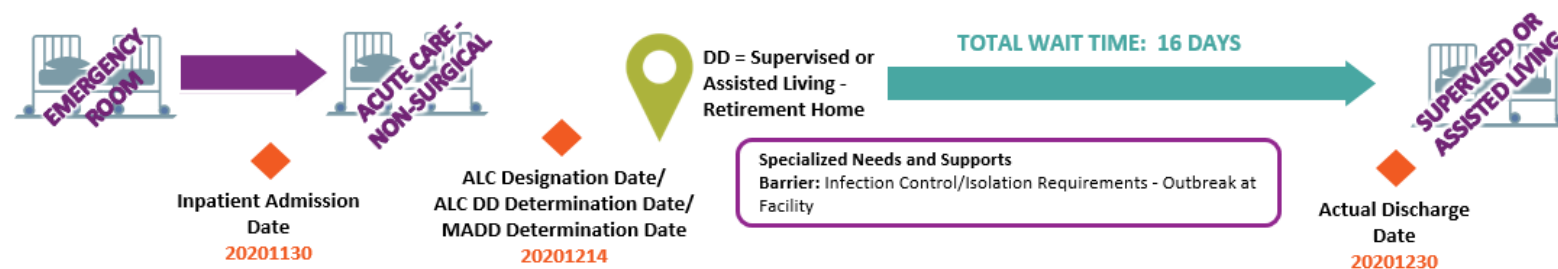 EMERGENCY
ROOM
ACUTE CARE -
NON-SURGICAL
DD = Supervised or
Assisted Living -
Retirement Home
TOTAL WAIT TIME: 16 DAYS
SUPERVISED OR
ASSISTED LIVING
Inpatient Admission
Date
20201130
ALC Designation Date/
ALC DD Determination Date/
MADD Determination Date
20201214
Specialized Needs and Supports
Barrier: Infection Control/Isolation Requirements - Outbreak at
Facility
Actual Discharge
Date
20201230